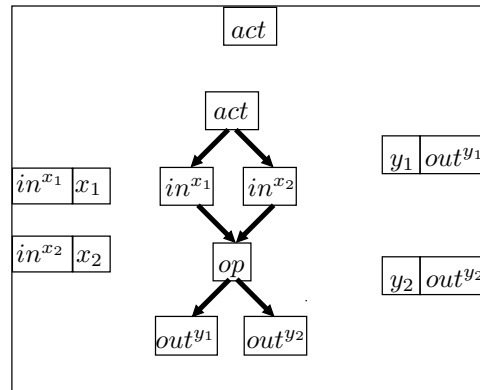 act
act
y₁ out^{y₁}
in^{x₁} x₁ in^{x₁} in^{x₂}
in^{x₂} x₂ op
y₂ out^{y₂}
out^{y₁} out^{y₂}